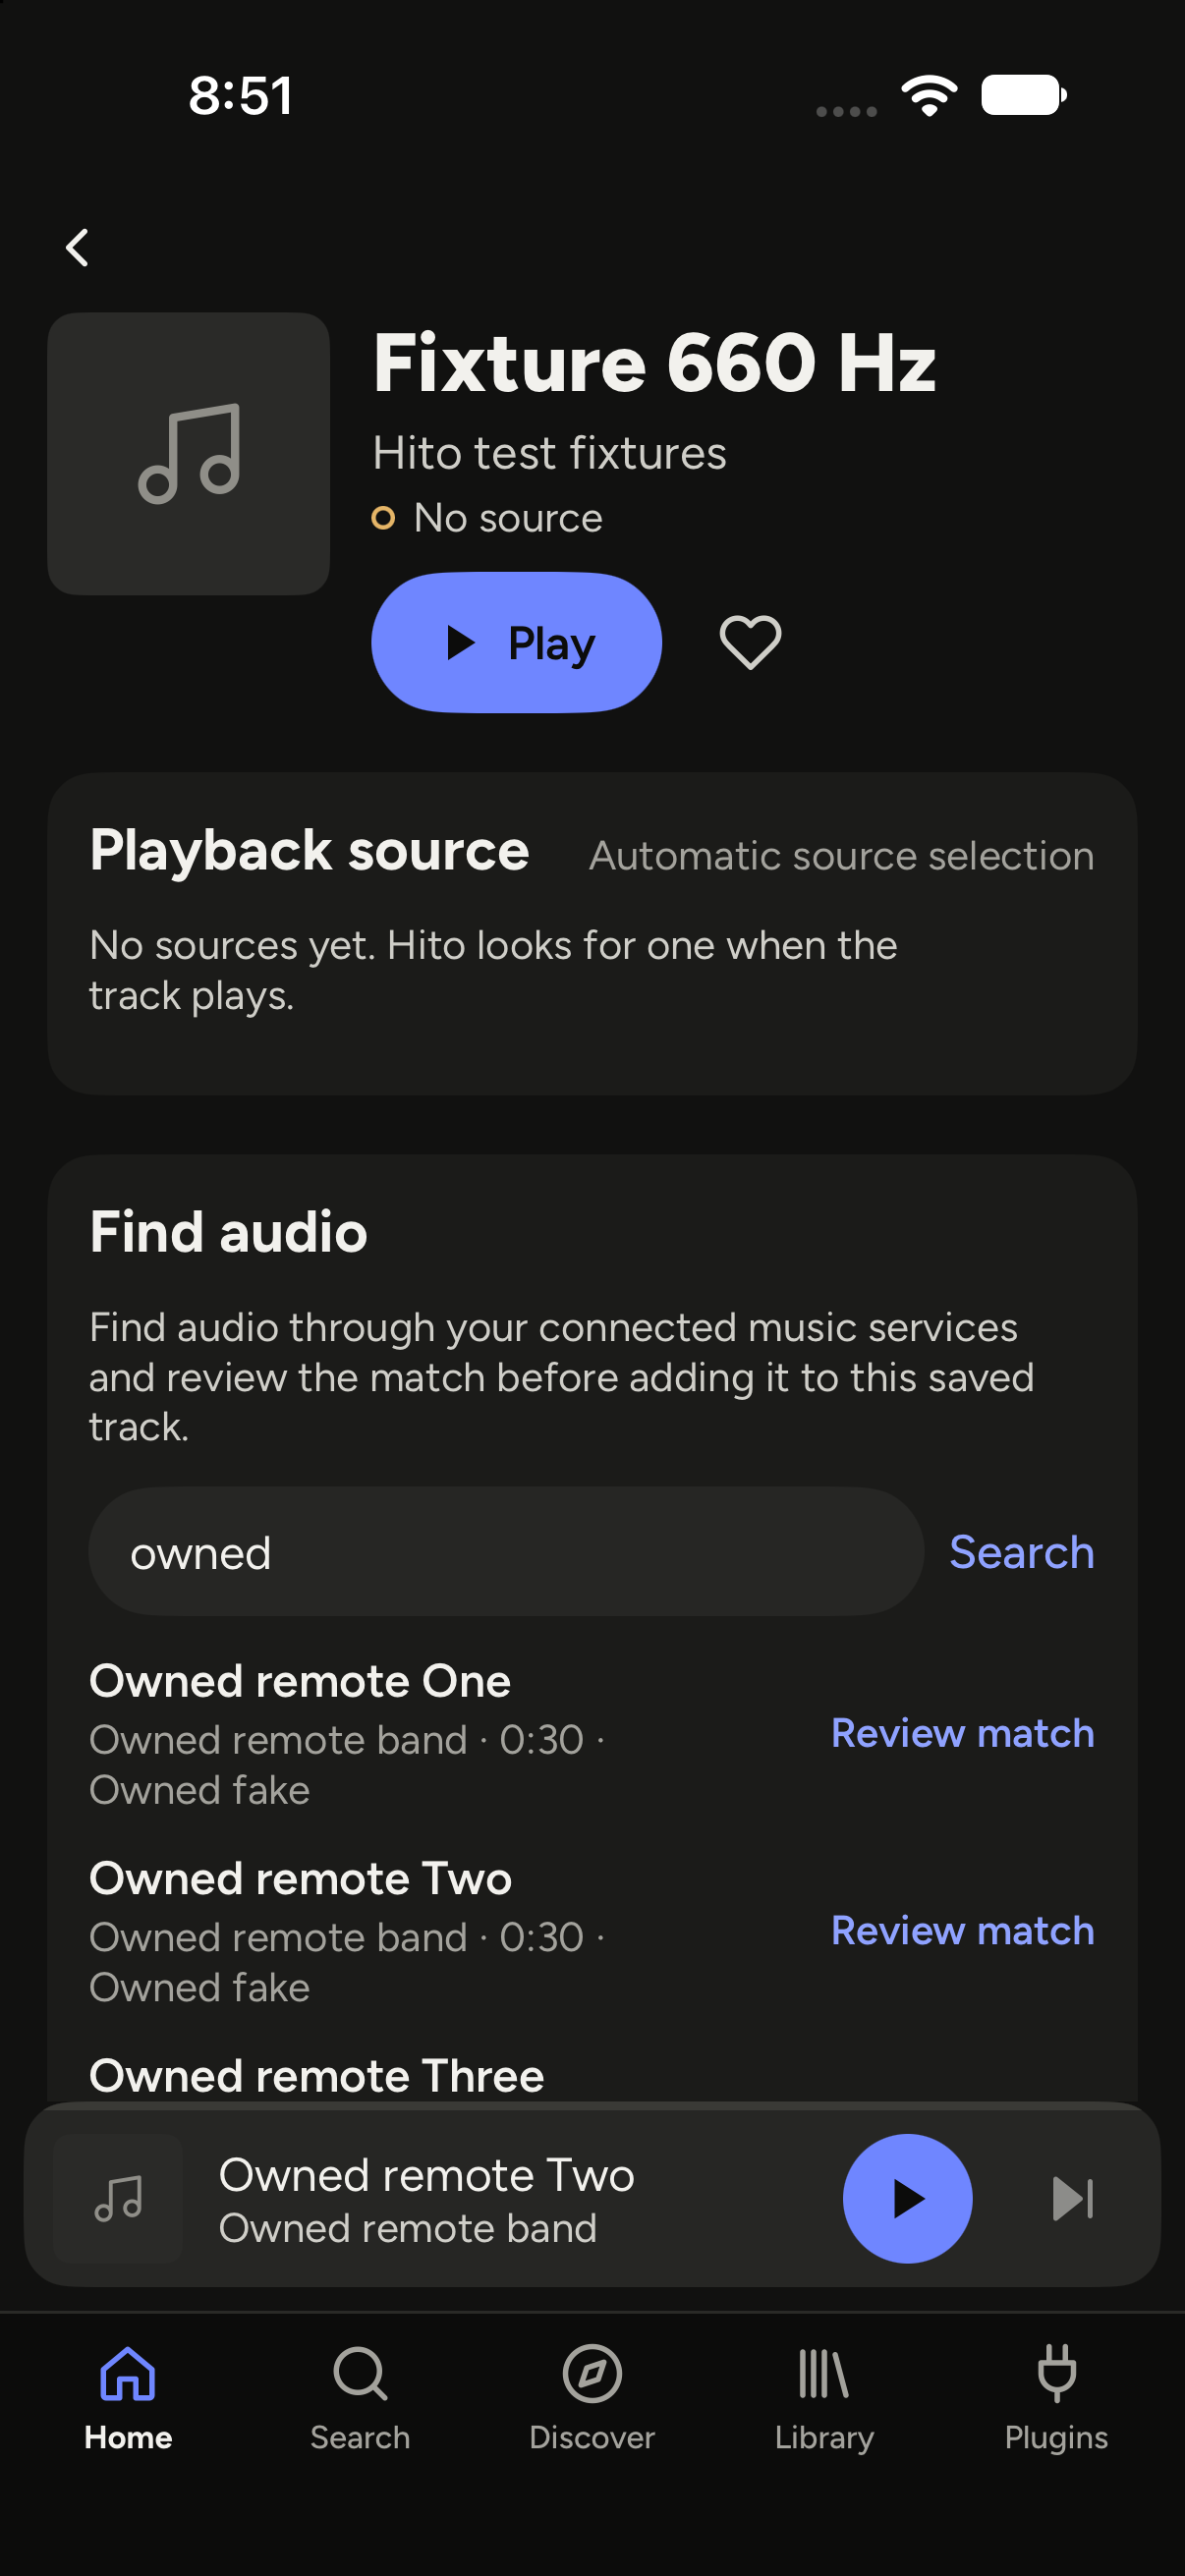 8:51
Fixture 660 Hz
Hito test fixtures
No source
Play
Playback source
Automatic source selection
No sources yet. Hito looks for one when the
track plays.
Find audio
Find audio through your connected music services
and review the match before adding it to this saved
track.
owned
Search
Owned remote One
Owned remote band · 0:30 ·
Owned fake
Review match
Owned remote Two
Owned remote band · 0:30 ·
Owned fake
Review match
Owned remote Three
Owned remote Two
Owned remote band
Home
Search
Discover
Library
Plugins